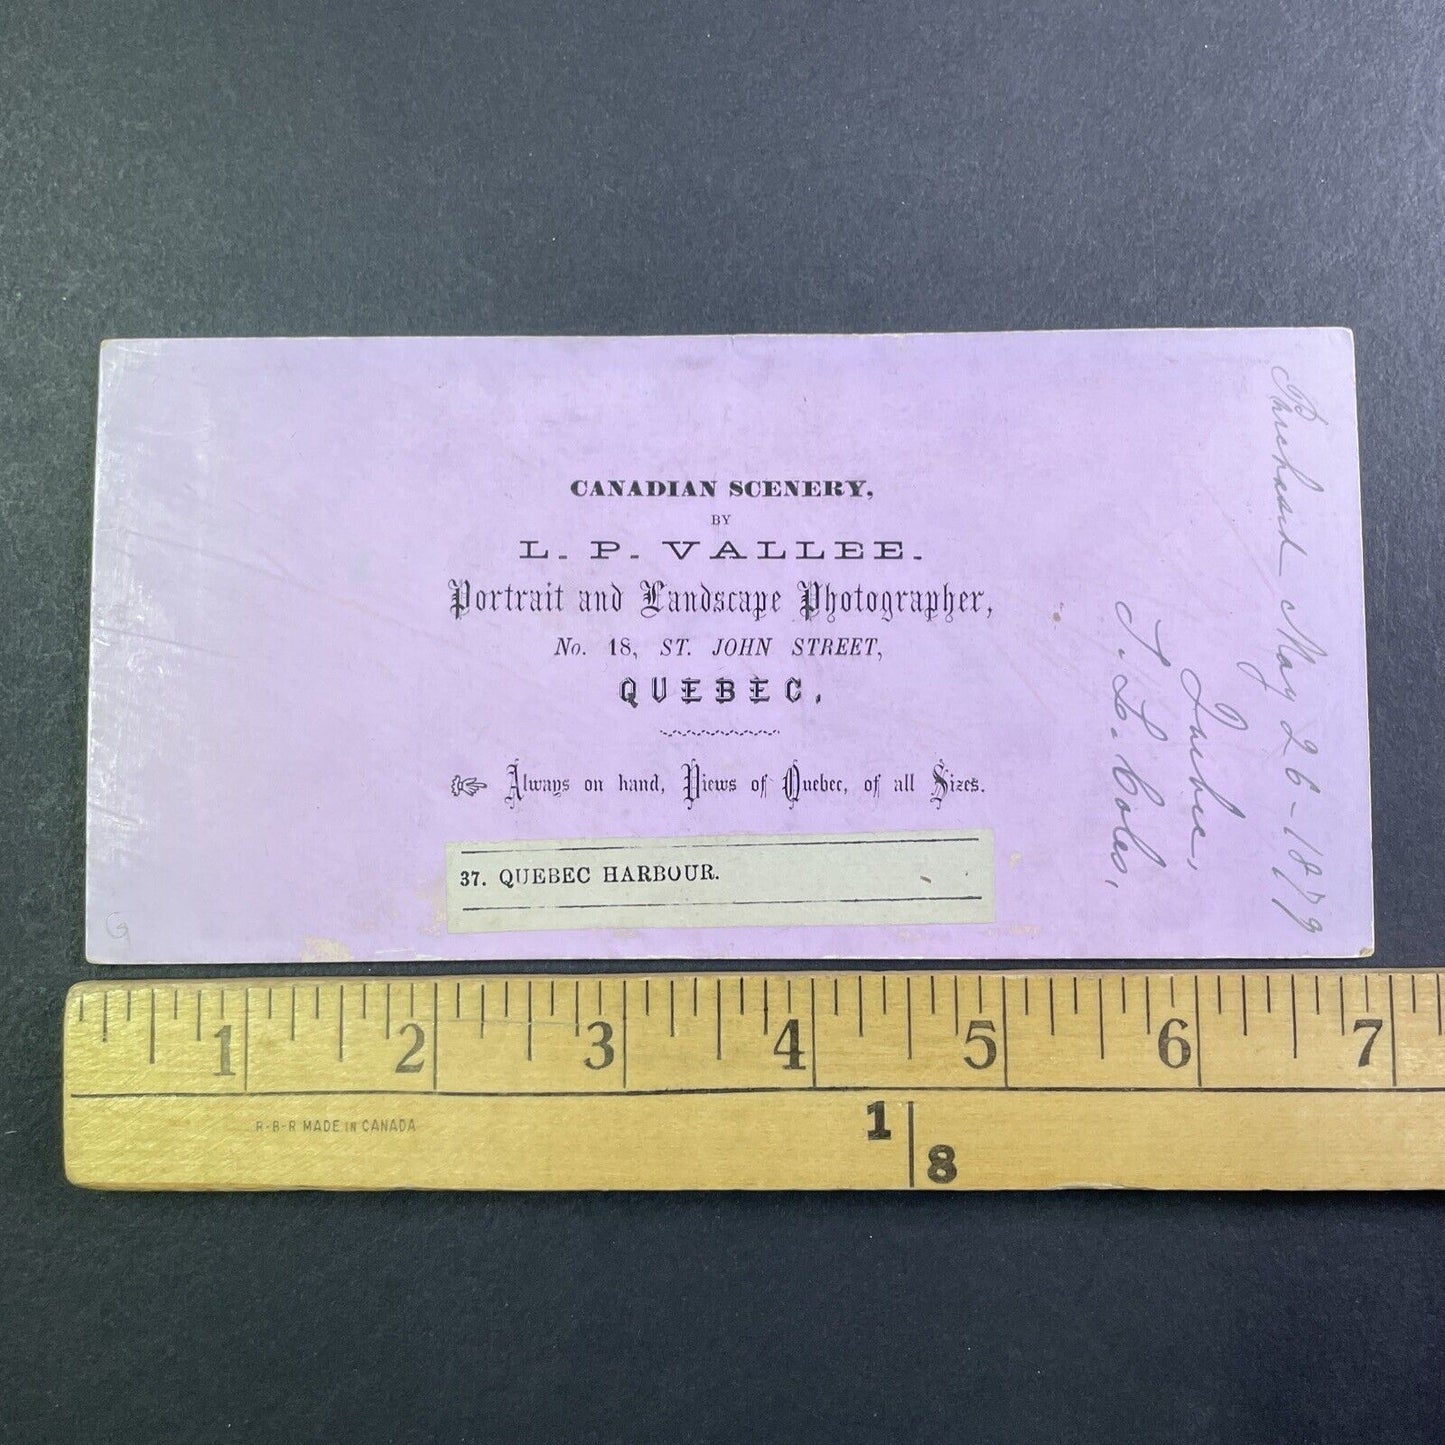 CANADIAN SCENERY,
BY
L. P. VALLEE.
Portrait and Landscape Photographer,
No. 18, ST. JOHN STREET,
QUEBEC.
Always on hand, Views of Quebec, of all Sizes.
37. QUEBEC HARBOUR.
Purchased May 26-1879
Quebec,
J. L. Coles,
G
1 2 3 4 5 6 7
R-B-R MADE IN CANADA
1 8